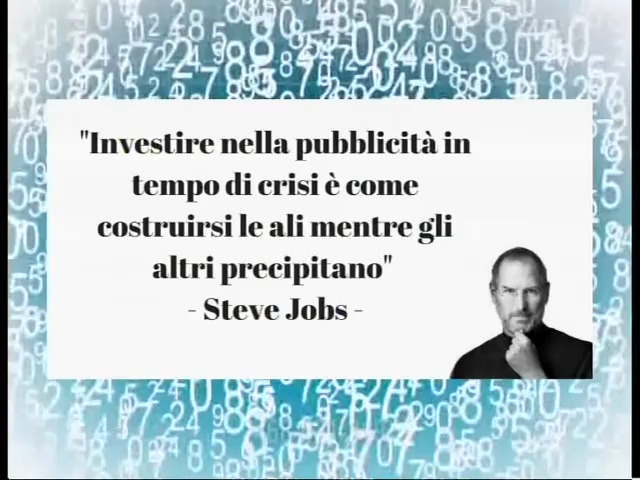 "Investire nella pubblicità in
tempo di crisi è come
costruirsi le ali mentre gli
altri precipitano"
- Steve Jobs -